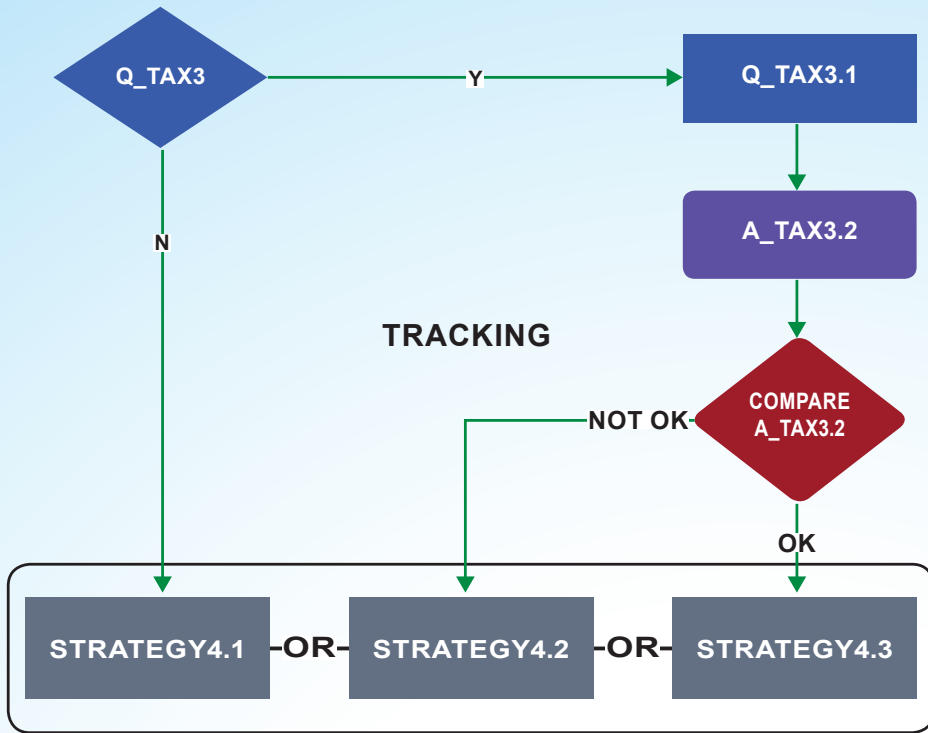 Q_TAX3
Y
Q_TAX3.1
N
A_TAX3.2
TRACKING
COMPARE
A_TAX3.2
NOT OK
OK
STRATEGY4.1
OR
STRATEGY4.2
OR
STRATEGY4.3